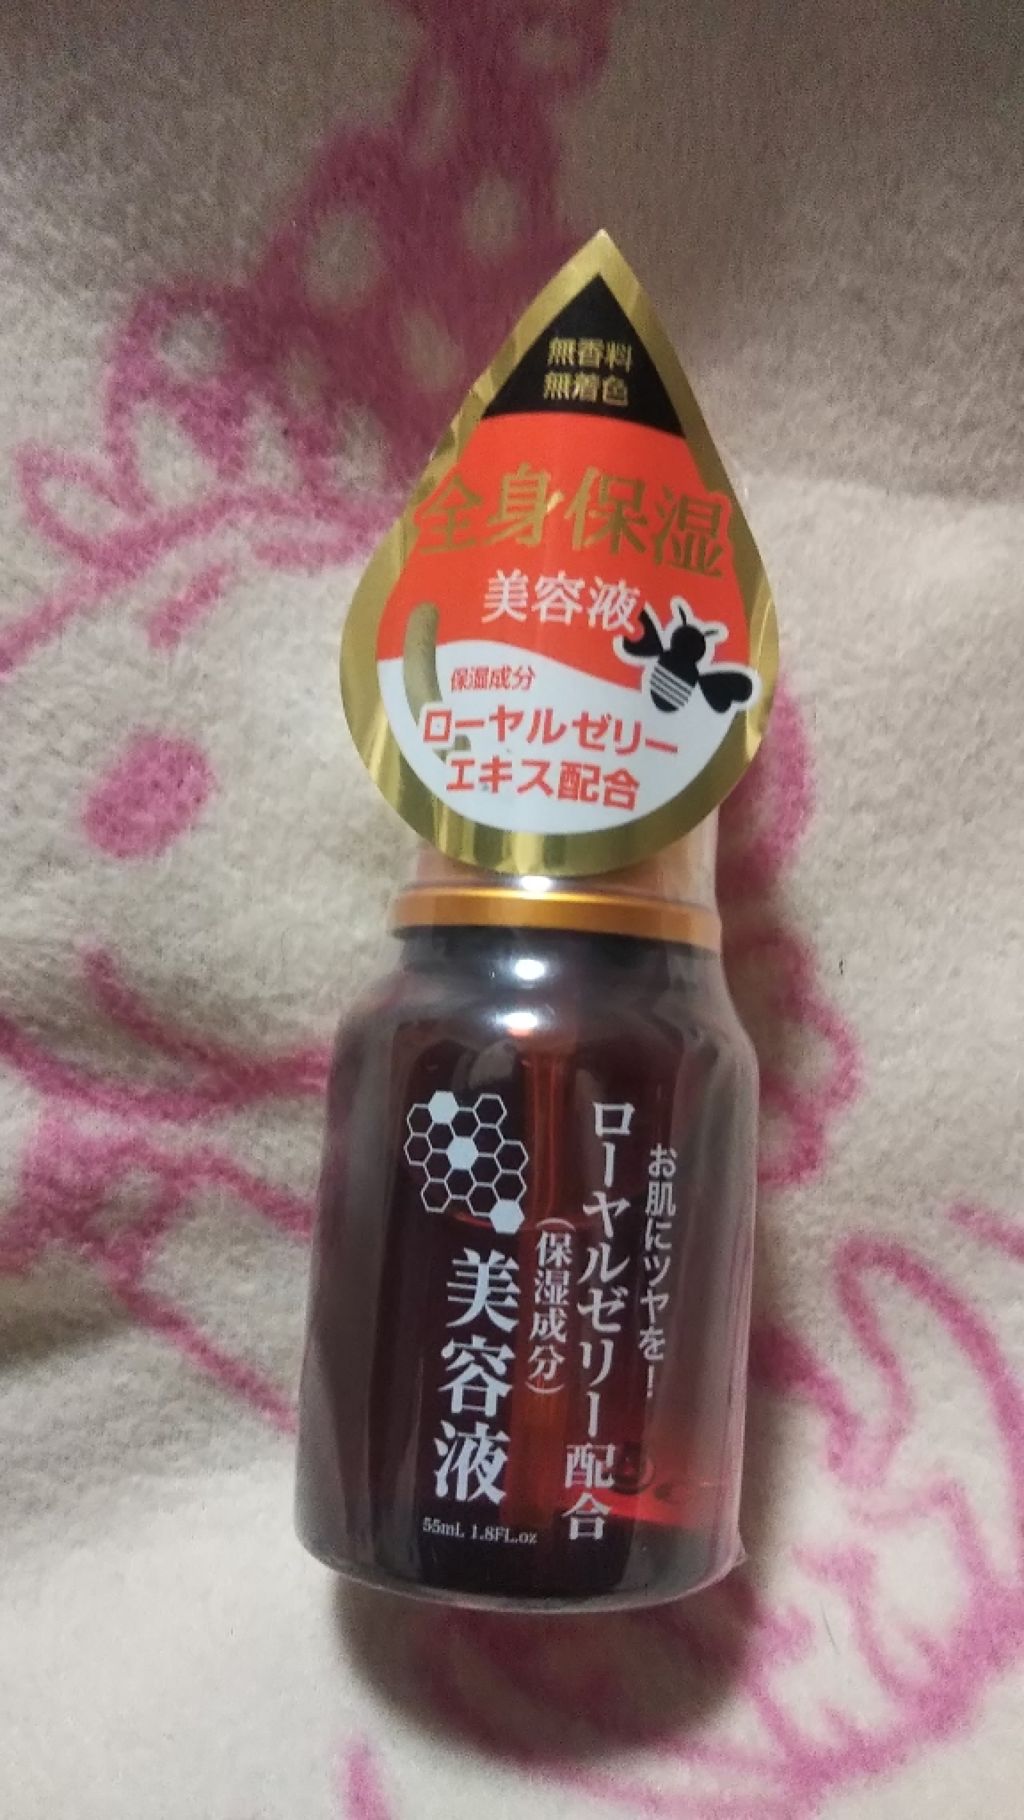 無香料
無着色
全身保湿
美容液
保湿成分
ローヤルゼリー
エキス配合
お肌にツヤを！
ローヤルゼリー配合
（保湿成分）
美容液
55mL 1.8FL.oz